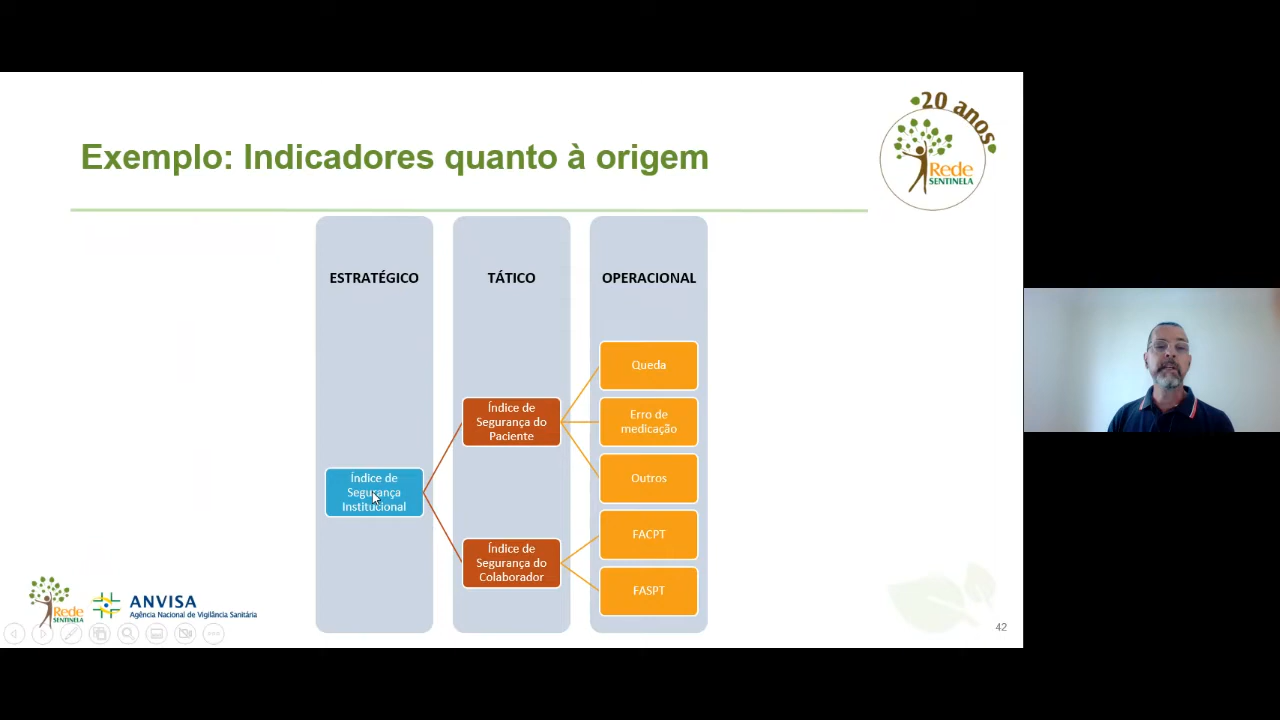 20 anos
Rede
SENTINELA
Exemplo: Indicadores quanto à origem
ESTRATÉGICO
TÁTICO
OPERACIONAL
Queda
Índice de
Segurança do
Paciente
Erro de
medicação
Índice de
Segurança
Institucional
Outros
FACPT
Índice de
Segurança do
Colaborador
FASPT
Rede
SENTINELA
ANVISA
Agência Nacional de Vigilância Sanitária
42